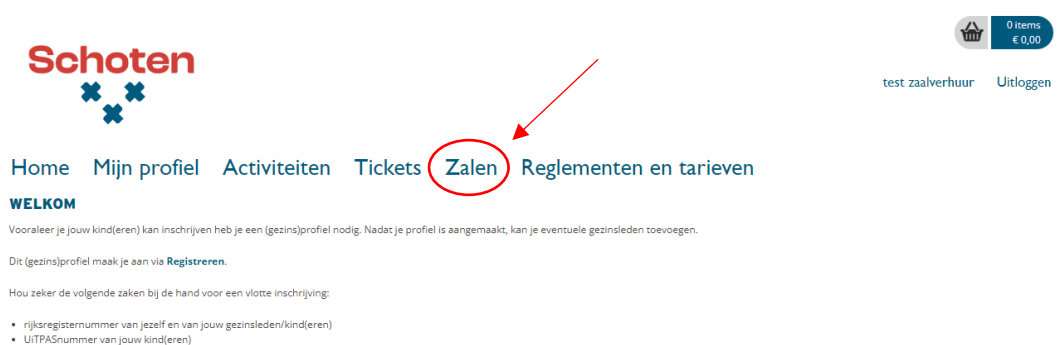 0 items
€ 0,00
Schoten
test zaalverhuur Uitloggen
Home Mijn profiel Activiteiten Tickets Zalen Reglementen en tarieven
WELKOM
Vooraleer je jouw kind(eren) kan inschrijven heb je een (gezins)profiel nodig. Nadat je profiel is aangemaakt, kan je eventuele gezinsleden toevoegen.
Dit (gezins)profiel maak je aan via Registreren.
Hou zeker de volgende zaken bij de hand voor een vlotte inschrijving:
• rijksregisternummer van jezelf en van jouw gezinsleden/kind(eren)
• UiTPASnummer van jouw kind(eren)